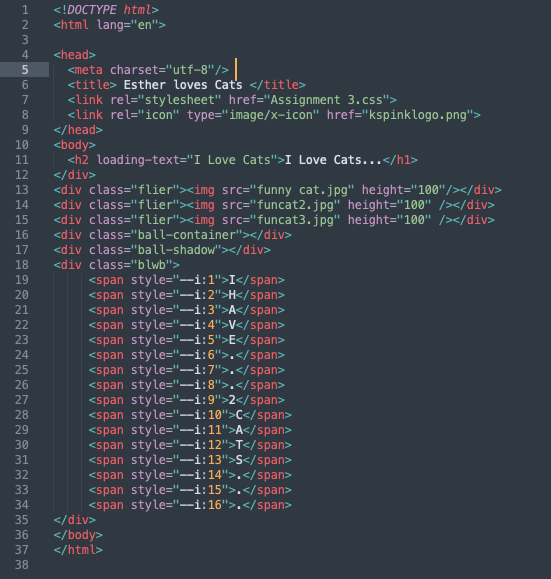 1 <!DOCTYPE html>
2 <html lang="en">
3
4 <head>
5 <meta charset="utf-8"/>
6 <title> Esther loves Cats </title>
7 <link rel="stylesheet" href="Assignment 3.css">
8 <link rel="icon" type="image/x-icon" href="kspinklogo.png">
9 </head>
10 <body>
11 <h2 loading-text="I Love Cats">I Love Cats...</h1>
12 </div>
13 <div class="flier"><img src="funny cat.jpg" height="100"/></div>
14 <div class="flier"><img src="funcat2.jpg" height="100" /></div>
15 <div class="flier"><img src="funcat3.jpg" height="100" /></div>
16 <div class="ball-container"></div>
17 <div class="ball-shadow"></div>
18 <div class="blwb">
19 <span style="--i:1">I</span>
20 <span style="--i:2">H</span>
21 <span style="--i:3">A</span>
22 <span style="--i:4">V</span>
23 <span style="--i:5">E</span>
24 <span style="--i:6">.</span>
25 <span style="--i:7">.</span>
26 <span style="--i:8">.</span>
27 <span style="--i:9">2</span>
28 <span style="--i:10">C</span>
29 <span style="--i:11">A</span>
30 <span style="--i:12">T</span>
31 <span style="--i:13">S</span>
32 <span style="--i:14">.</span>
33 <span style="--i:15">.</span>
34 <span style="--i:16">.</span>
35 </div>
36 </body>
37 </html>
38